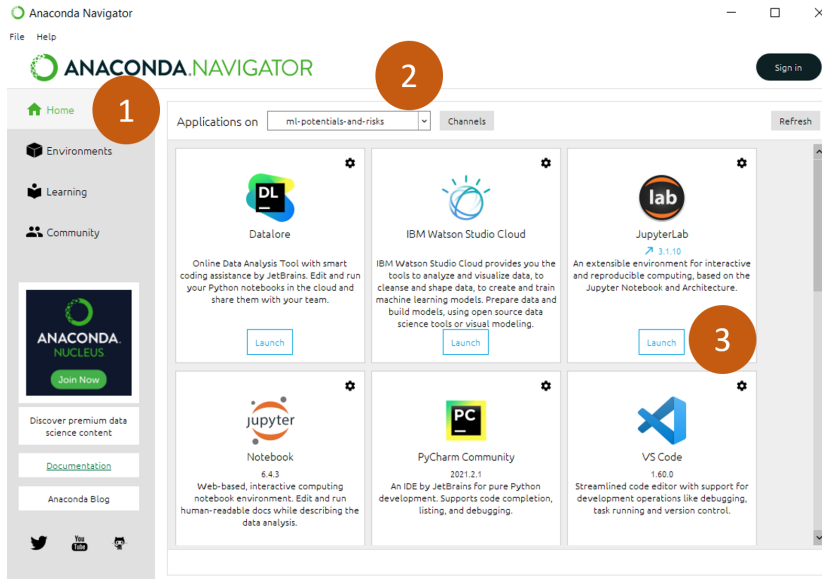 Anaconda Navigator
File Help
ANACONDA.NAVIGATOR
Sign in
1
2
Home
Environments
Learning
Community
ANACONDA.
NUCLEUS
Join Now
Discover premium data
science content
Documentation
Anaconda Blog
You
Tube
Applications on ml-potentials-and-risks Channels Refresh
DL
Datalore
Online Data Analysis Tool with smart
coding assistance by JetBrains. Edit and run
your Python notebooks in the cloud and
share them with your team.
Launch
IBM Watson Studio Cloud
IBM Watson Studio Cloud provides you the
tools to analyze and visualize data, to
cleanse and shape data, to create and train
machine learning models. Prepare data and
build models, using open source data
science tools or visual modeling.
Launch
lab
JupyterLab
3.1.10
An extensible environment for interactive
and reproducible computing, based on the
Jupyter Notebook and Architecture.
Launch
3
jupyter
Notebook
6.4.3
Web-based, interactive computing
notebook environment. Edit and run
human-readable docs while describing the
data analysis.
PC
PyCharm Community
2021.2.1
An IDE by JetBrains for pure Python
development. Supports code completion,
listing, and debugging.
VS Code
1.60.0
Streamlined code editor with support for
development operations like debugging,
task running and version control.